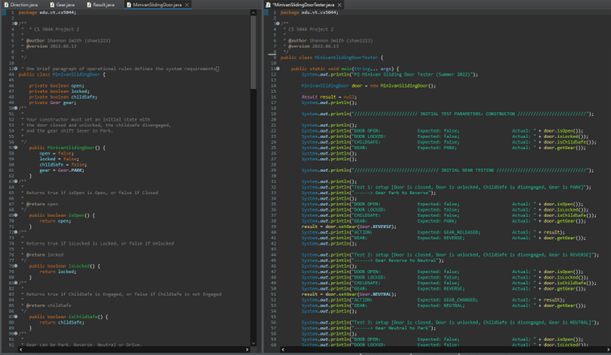 Direction.java
Gear.java
Result.java
MinivanSlidingDoor.java
package edu.vt.cs5044;
/**
* CS 5044 Project 2
*
* @author Shannon Smith
* @version 2022.06.13
*
*/
* One brief paragraph of operational rules defines the system requirements
public class MinivanSlidingDoor {
private boolean open;
private boolean locked;
private boolean childSafe;
private Gear gear;
/**
* Your constructor must set an initial state with
* the door closed and unlocked, the childsafe disengaged,
* and the gear shift lever in Park.
*/
public MinivanSlidingDoor() {
open = false;
locked = false;
childSafe = false;
gear = Gear.PARK;
}
/**
* Returns true if isOpen is Open, or false if Closed
*
* @return open
*/
public boolean isOpen() {
return open;
}
/**
* Returns true if isLocked is Locked, or false if Unlocked
*
* @return locked
*/
public boolean isLocked() {
return locked;
}
/**
* Returns true if ChildSafe is Engaged, or false if ChildSafe is not Engaged
*
* @return childSafe
*/
public boolean isChildSafe() {
return childSafe;
}
/**
* Gear can be Park, Reverse, Neutral or Drive.
*MinivanSlidingDoorTester.java
package edu.vt.cs5044;
/**
* CS 5044 Project 2
*
* @author Shannon Smith
* @version 2022.06.13
*
*/
public class MinivanSlidingDoorTester {
public static void main(String... args) {
System.out.println("P2 Minivan Sliding Door Tester (Summer 2022)");
MinivanSlidingDoor door = new MinivanSlidingDoor();
Result result = null;
System.out.println();
INITIAL TEST PARAMETERS: CONSTRUCTOR
System.out.println();
System.out.println("DOOR OPEN: Expected: false; Actual: " + door.isOpen());
System.out.println("DOOR LOCKED: Expected: false; Actual: " + door.isLocked());
System.out.println("CHILDSAFE: Expected: false; Actual: " + door.isChildSafe());
System.out.println("GEAR: Expected: PARK; Actual: " + door.getGear());
System.out.println();
INITIAL GEAR TESTING
System.out.println();
System.out.println("Test 1: setup [Door is closed, Door is unlocked, ChildSafe is disengaged, Gear is PARK]");
Gear Park to Reverse");
System.out.println("DOOR OPEN: Expected: false; Actual: " + door.isOpen());
System.out.println("DOOR LOCKED: Expected: false; Actual: " + door.isLocked());
System.out.println("CHILDSAFE: Expected: false; Actual: " + door.isChildSafe());
System.out.println("GEAR: Expected: PARK; Actual: " + door.getGear());
result = door.setGear(Gear.REVERSE);
System.out.println("ACTION: Expected: GEAR_RELEASED; Actual: " + result);
System.out.println("GEAR: Expected: REVERSE; Actual: " + door.getGear());
System.out.println();
System.out.println("Test 2: setup [Door is closed, Door is unlocked, ChildSafe is disengaged, Gear is REVERSE]");
Gear Reverse to Neutral");
System.out.println("DOOR OPEN: Expected: false; Actual: " + door.isOpen());
System.out.println("DOOR LOCKED: Expected: false; Actual: " + door.isLocked());
System.out.println("CHILDSAFE: Expected: false; Actual: " + door.isChildSafe());
System.out.println("GEAR: Expected: REVERSE; Actual: " + door.getGear());
result = door.setGear(Gear.NEUTRAL);
System.out.println("ACTION: Expected: GEAR_CHANGED; Actual: " + result);
System.out.println("GEAR: Expected: NEUTRAL; Actual: " + door.getGear());
System.out.println();
System.out.println("Test 3: setup [Door is closed, Door is unlocked, ChildSafe is disengaged, Gear is NEUTRAL]");
Gear Neutral to Park");
System.out.println("DOOR OPEN: Expected: false; Actual: " + door.isOpen());
System.out.println("DOOR LOCKED: Expected: false; Actual: " + door.isLocked());